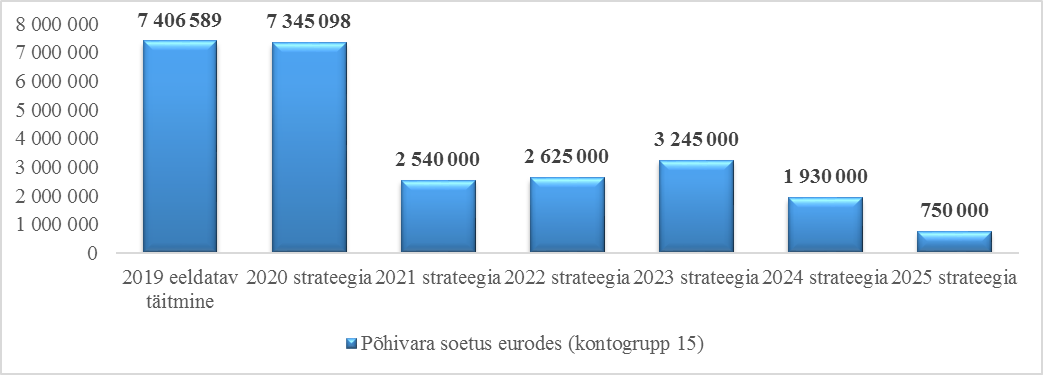 8 000 000
7 000 000
6 000 000
5 000 000
4 000 000
3 000 000
2 000 000
1 000 000
0
7 406 589
7 345 098
2 540 000
2 625 000
3 245 000
1 930 000
750 000
2019 eeldatav
täitmine
2020 strateegia
2021 strateegia
2022 strateegia
2023 strateegia
2024 strateegia
2025 strateegia
Põhivara soetus eurodes (kontogrupp 15)